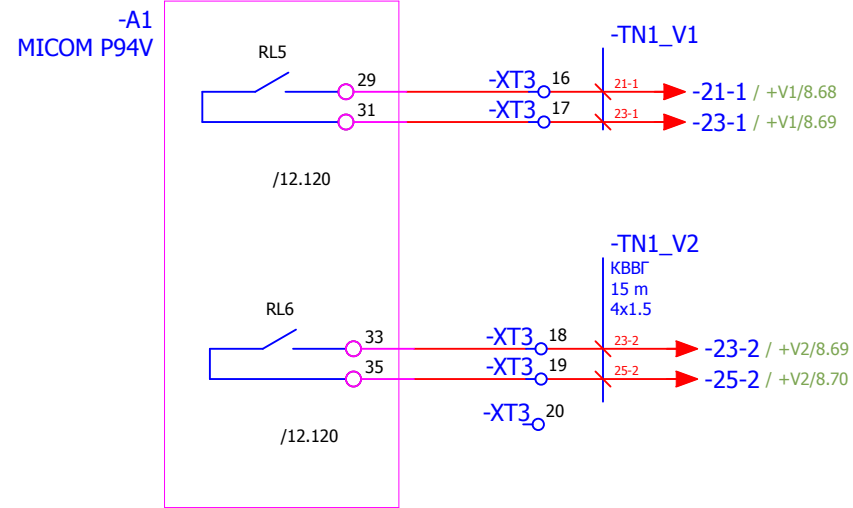 -A1
MICOM P94V
RL5
29
31
-XT3 16
-XT3 17
-TN1_V1
21-1
23-1
-21-1 / +V1/8.68
-23-1 / +V1/8.69
/12.120
-TN1_V2
КВВГ
15 m
4x1.5
RL6
33
35
-XT3 18
-XT3 19
-XT3 20
23-2
25-2
-23-2 / +V2/8.69
-25-2 / +V2/8.70
/12.120